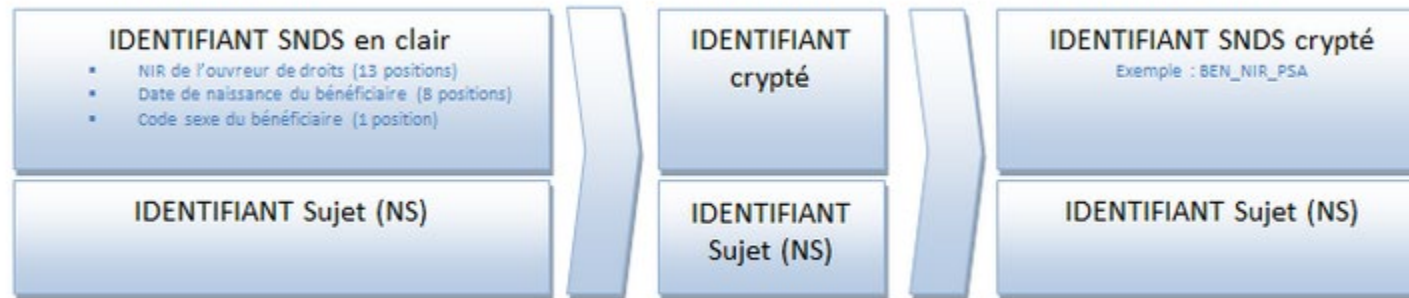 IDENTIFIANT SNDS en clair
▪ NIR de l'ouvreur de droits (13 positions)
▪ Date de naissance du bénéficiaire (8 positions)
▪ Code sexe du bénéficiaire (1 position)
IDENTIFIANT Sujet (NS)
IDENTIFIANT
crypté
IDENTIFIANT
Sujet (NS)
IDENTIFIANT SNDS crypté
Exemple : BEN_NIR_PSA
IDENTIFIANT Sujet (NS)